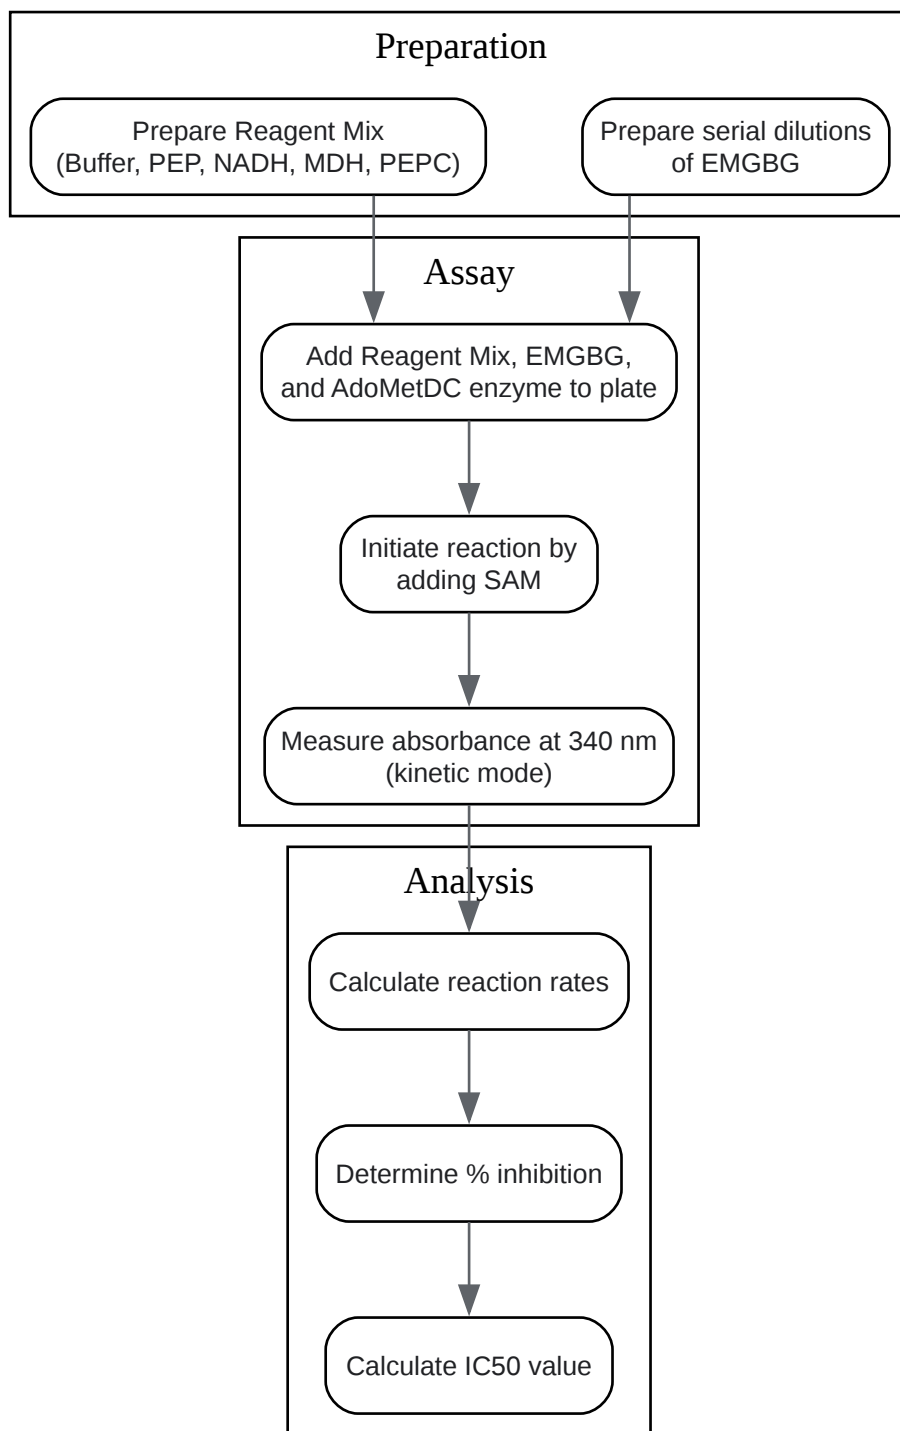 Preparation
Prepare Reagent Mix
(Buffer, PEP, NADH, MDH, PEPC)
Prepare serial dilutions
of EMGBG
Assay
Add Reagent Mix, EMGBG,
and AdoMetDC enzyme to plate
Initiate reaction by
adding SAM
Measure absorbance at 340 nm
(kinetic mode)
Analysis
Calculate reaction rates
Determine % inhibition
Calculate IC50 value